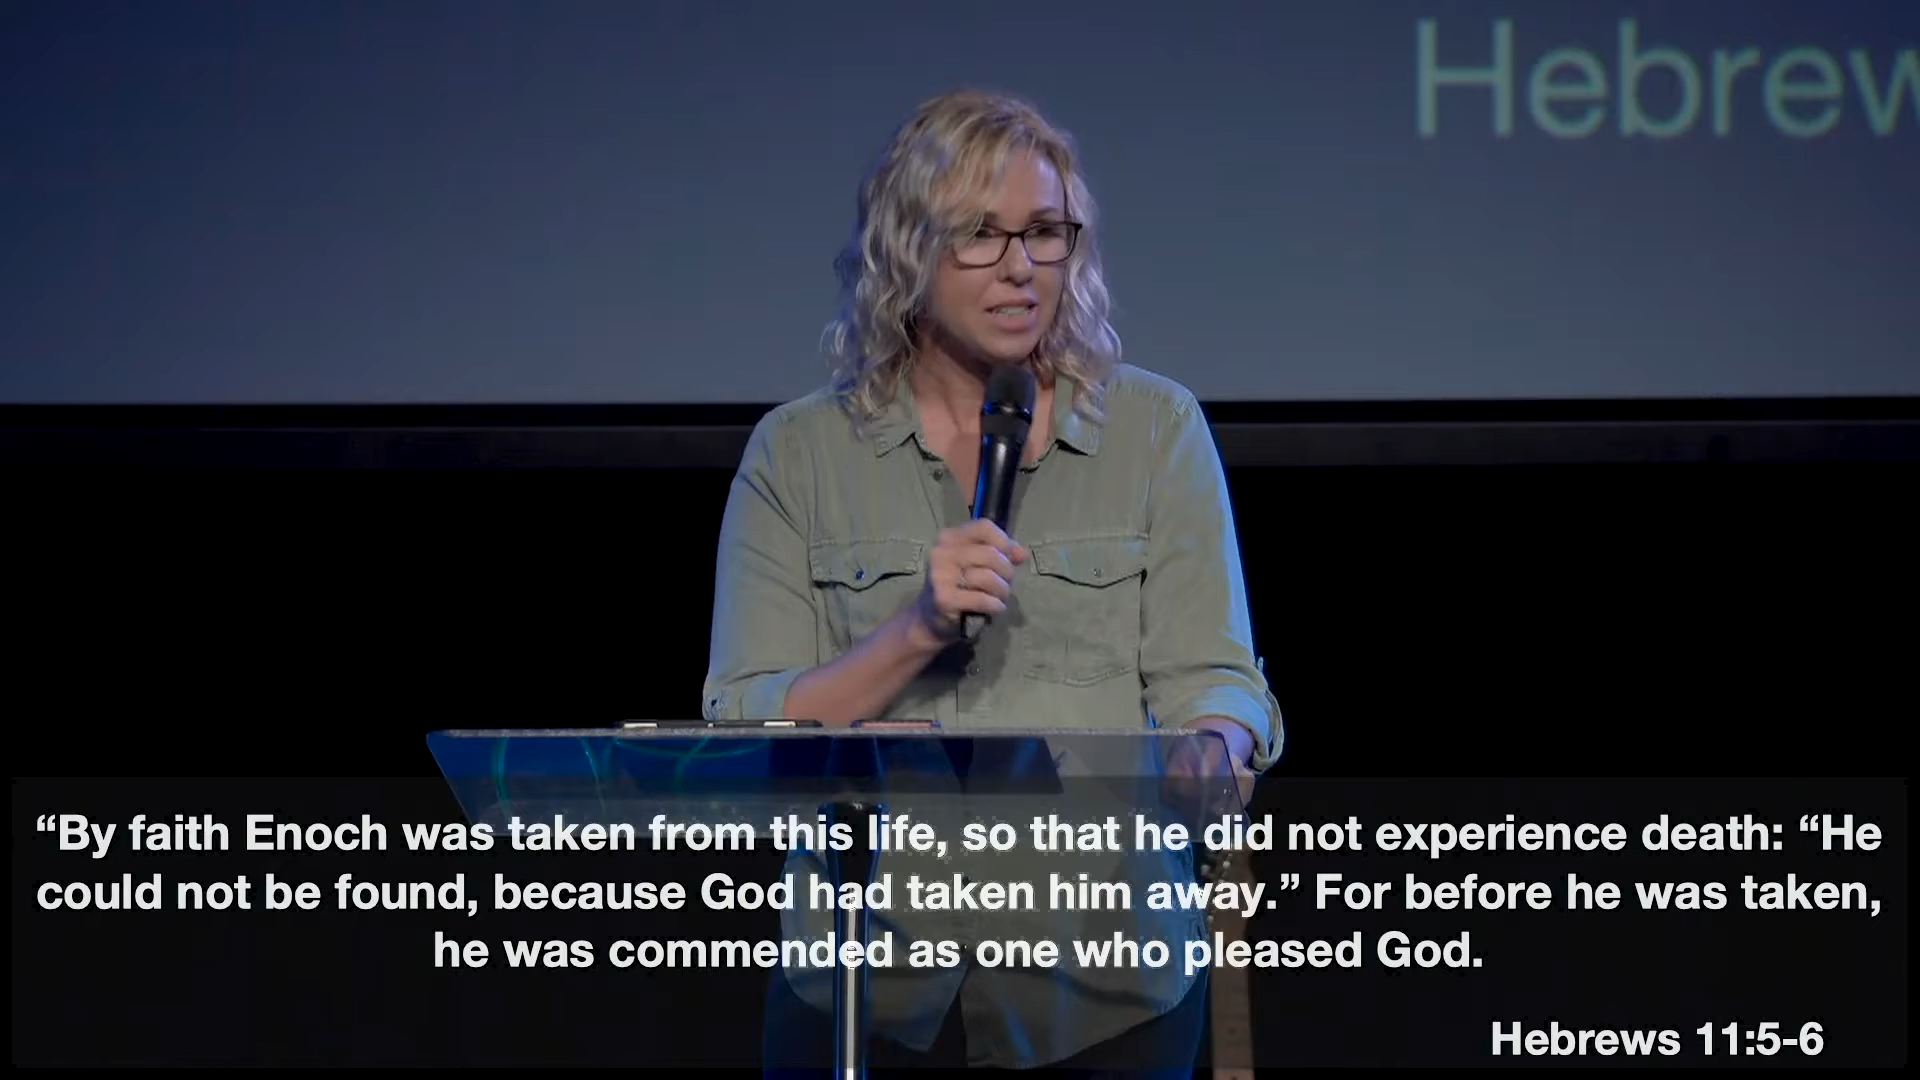 Hebrew
“By faith Enoch was taken from this life, so that he did not experience death: “He
could not be found, because God had taken him away.” For before he was taken,
he was commended as one who pleased God.
Hebrews 11:5-6